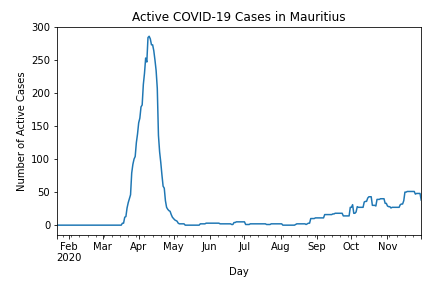 Active COVID-19 Cases in Mauritius
Number of Active Cases
300
250
200
150
100
50
0
Feb Mar Apr May Jun Jul Aug Sep Oct Nov
2020
Day